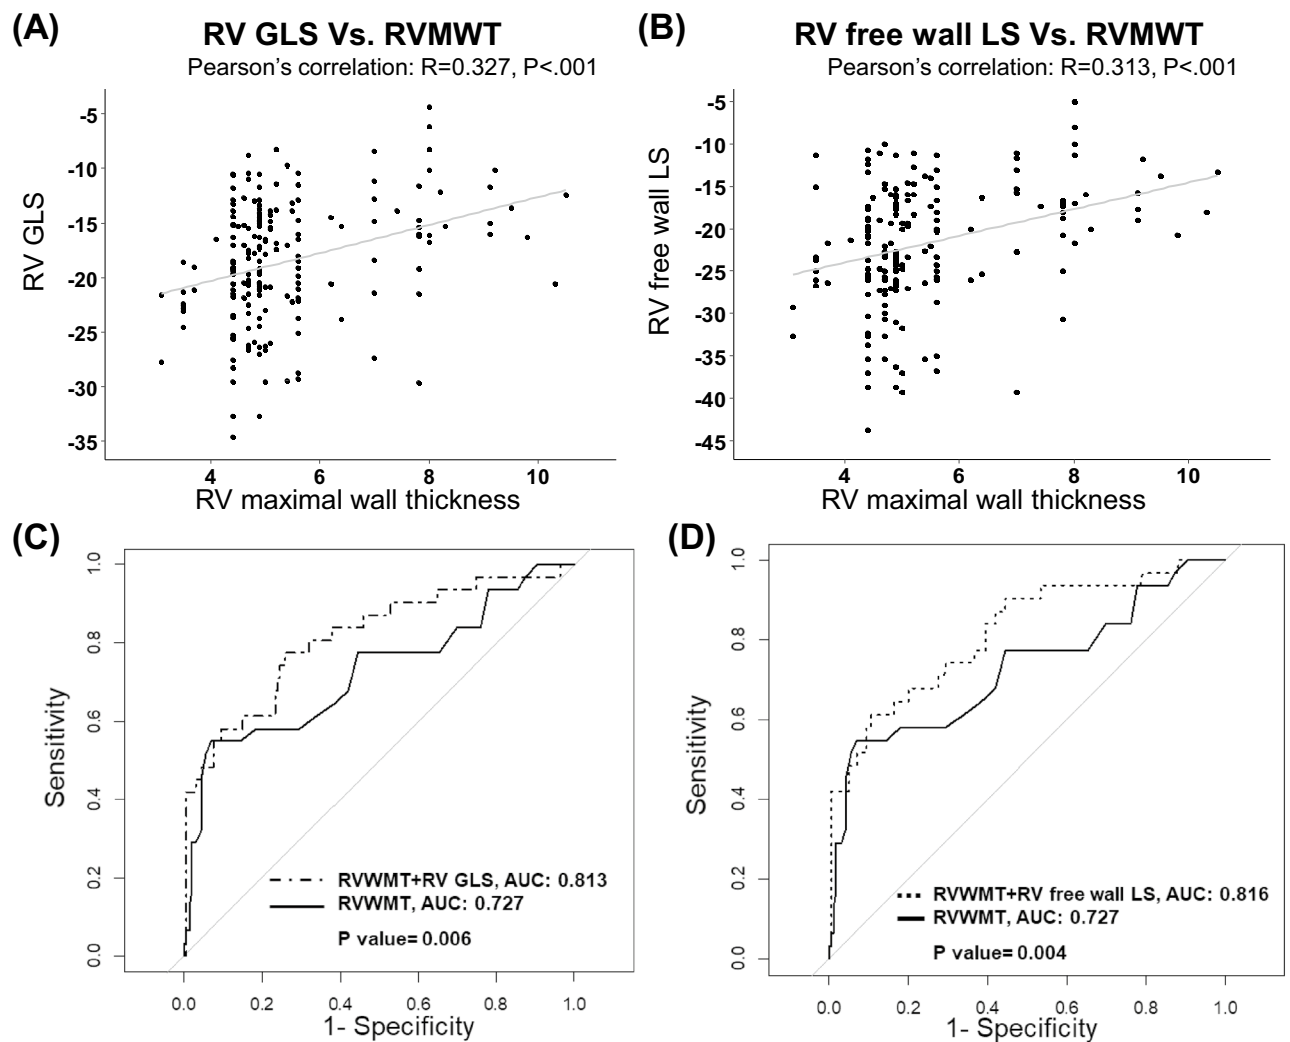 (A)
RV GLS Vs. RVMWT
Pearson's correlation: R=0.327, P<.001
RV GLS
-5
-10
-15
-20
-25
-30
-35
4 6 8 10
RV maximal wall thickness
(B)
RV free wall LS Vs. RVMWT
Pearson's correlation: R=0.313, P<.001
RV free wall LS
-5
-10
-15
-20
-25
-30
-35
-40
-45
4 6 8 10
RV maximal wall thickness
(C)
Sensitivity
1.0
0.8
0.6
0.4
0.2
0.0
RVWMT+RV GLS, AUC: 0.813
RVWMT, AUC: 0.727
P value= 0.006
0.0 0.2 0.4 0.6 0.8 1.0
1- Specificity
(D)
Sensitivity
1.0
0.8
0.6
0.4
0.2
0.0
RVWMT+RV free wall LS, AUC: 0.816
RVWMT, AUC: 0.727
P value= 0.004
0.0 0.2 0.4 0.6 0.8 1.0
1- Specificity